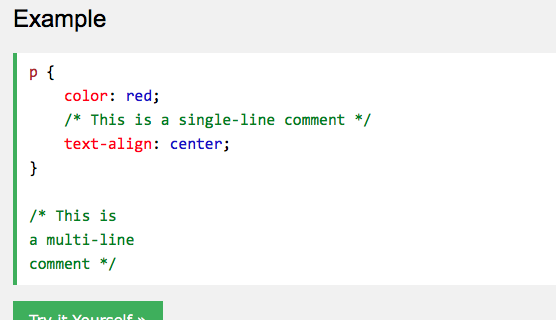 Example
p {
    color: red;
    /* This is a single-line comment */
    text-align: center;
}
/* This is
a multi-line
comment */
Try it Yourself »